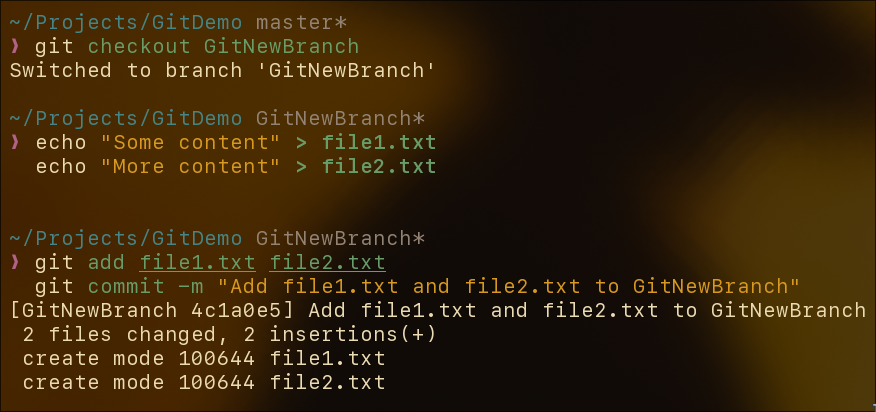 ~/Projects/GitDemo master*
❯ git checkout GitNewBranch
Switched to branch 'GitNewBranch'
~/Projects/GitDemo GitNewBranch*
❯ echo "Some content" > file1.txt
echo "More content" > file2.txt
~/Projects/GitDemo GitNewBranch*
❯ git add file1.txt file2.txt
git commit -m "Add file1.txt and file2.txt to GitNewBranch"
[GitNewBranch 4c1a0e5] Add file1.txt and file2.txt to GitNewBranch
2 files changed, 2 insertions(+)
create mode 100644 file1.txt
create mode 100644 file2.txt